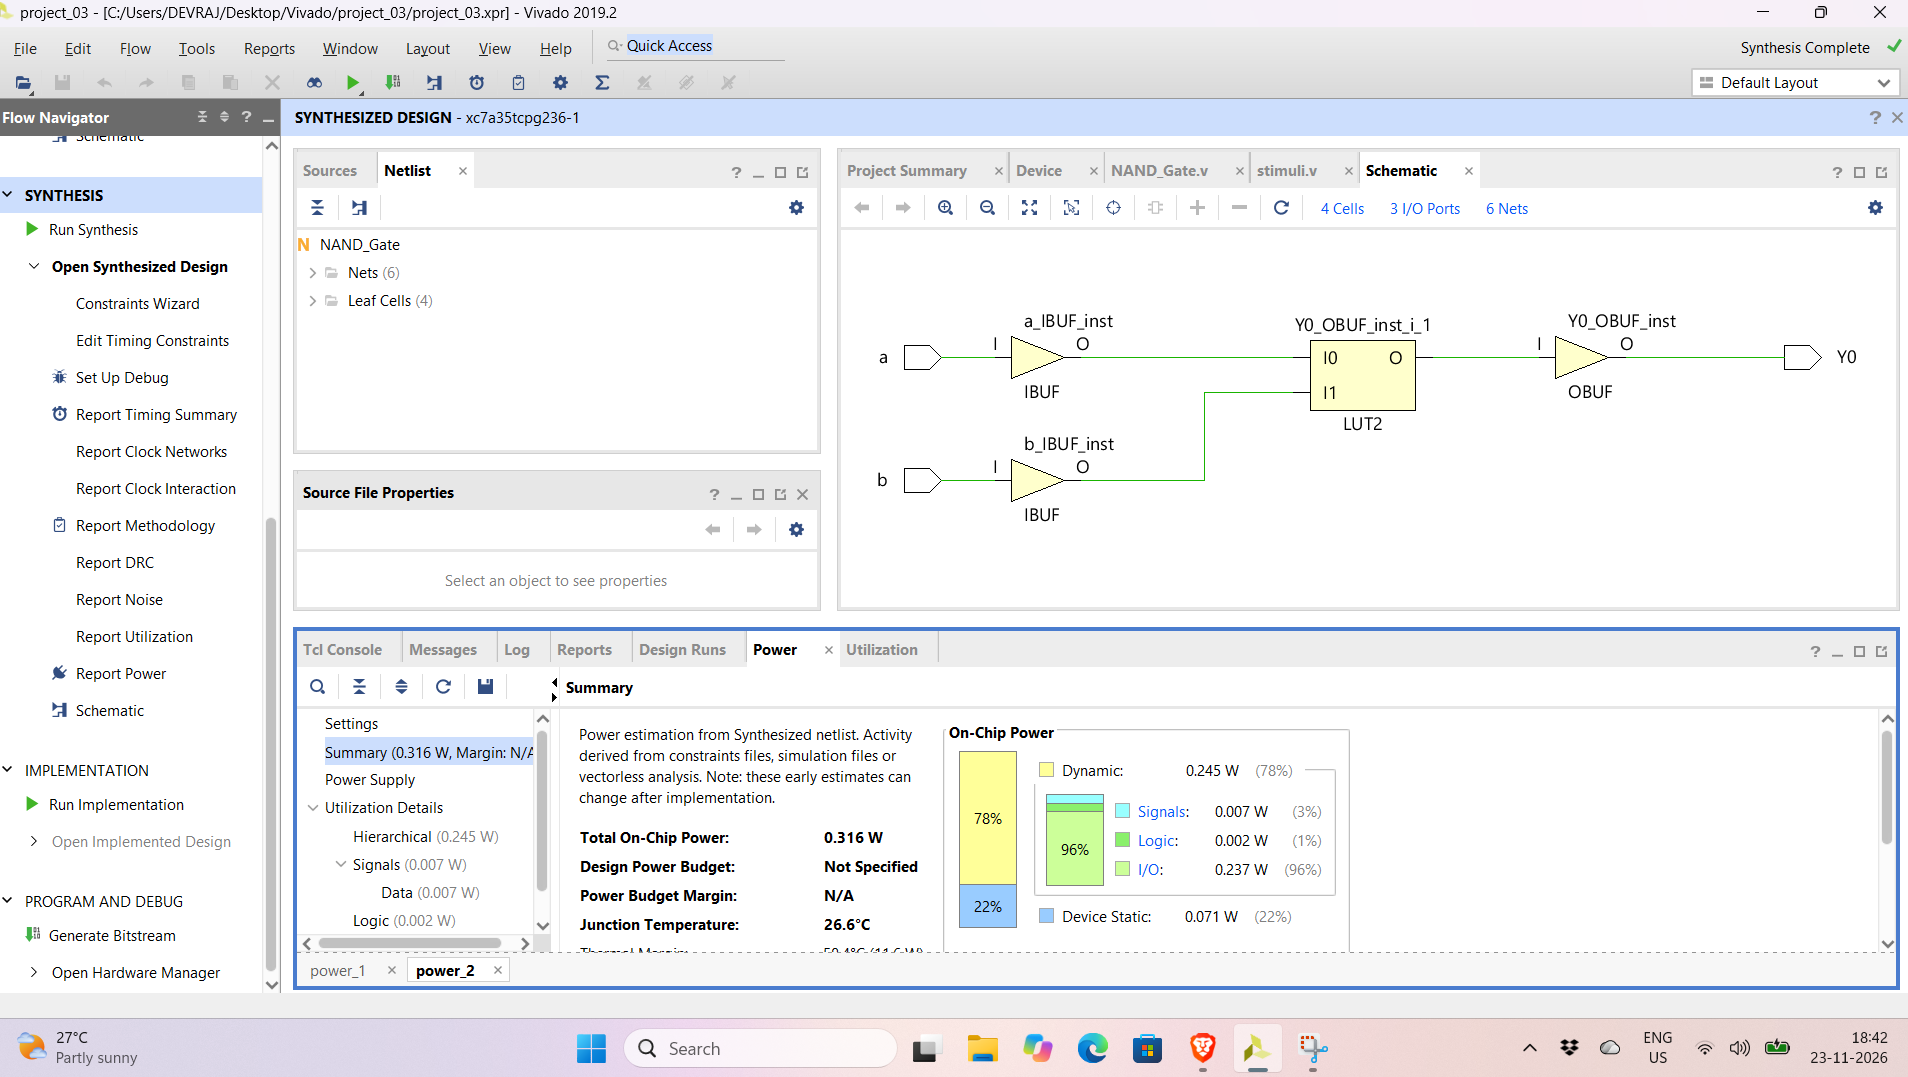 project_03 - [C:/Users/DEVRAJ/Desktop/Vivado/project_03/project_03.xpr] - Vivado 2019.2
File Edit Flow Tools Reports Window Layout View Help Quick Access
Synthesis Complete
Default Layout
Flow Navigator
SYNTHESIZED DESIGN - xc7a35tcpg236-1
Schematic
SYNTHESIS
Run Synthesis
Open Synthesized Design
Constraints Wizard
Edit Timing Constraints
Set Up Debug
Report Timing Summary
Report Clock Networks
Report Clock Interaction
Report Methodology
Report DRC
Report Noise
Report Utilization
Report Power
Schematic
IMPLEMENTATION
Run Implementation
Open Implemented Design
PROGRAM AND DEBUG
Generate Bitstream
Open Hardware Manager
Sources Netlist
NAND_Gate
Nets (6)
Leaf Cells (4)
Source File Properties
Select an object to see properties
Project Summary Device NAND_Gate.v stimuli.v Schematic
4 Cells 3 I/O Ports 6 Nets
a_IBUF_inst
I O
a
IBUF
b_IBUF_inst
I O
b
IBUF
Y0_OBUF_inst_i_1
I0 O
I1
LUT2
Y0_OBUF_inst
I O
OBUF
Y0
Tcl Console Messages Log Reports Design Runs Power Utilization
Summary
Settings
Summary (0.316 W, Margin: N/A
Power Supply
Utilization Details
Hierarchical (0.245 W)
Signals (0.007 W)
Data (0.007 W)
Logic (0.002 W)
Power estimation from Synthesized netlist. Activity
derived from constraints files, simulation files or
vectorless analysis. Note: these early estimates can
change after implementation.
Total On-Chip Power: 0.316 W
Design Power Budget: Not Specified
Power Budget Margin: N/A
Junction Temperature: 26.6°C
On-Chip Power
78%
22%
96%
Dynamic: 0.245 W (78%)
Signals: 0.007 W (3%)
Logic: 0.002 W (1%)
I/O: 0.237 W (96%)
Device Static: 0.071 W (22%)
power_1 power_2
27°C
Partly sunny
Search
ENG
US
18:42
23-11-2026